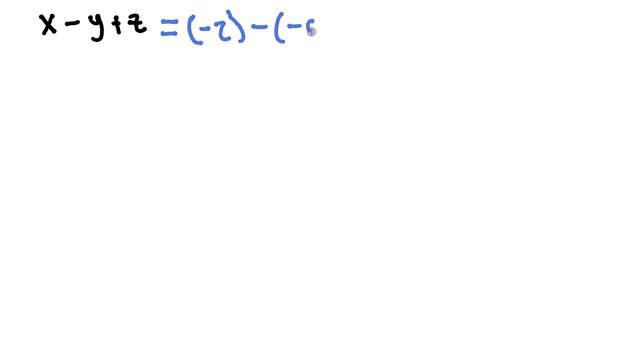 x - y + z = (-2) - (-